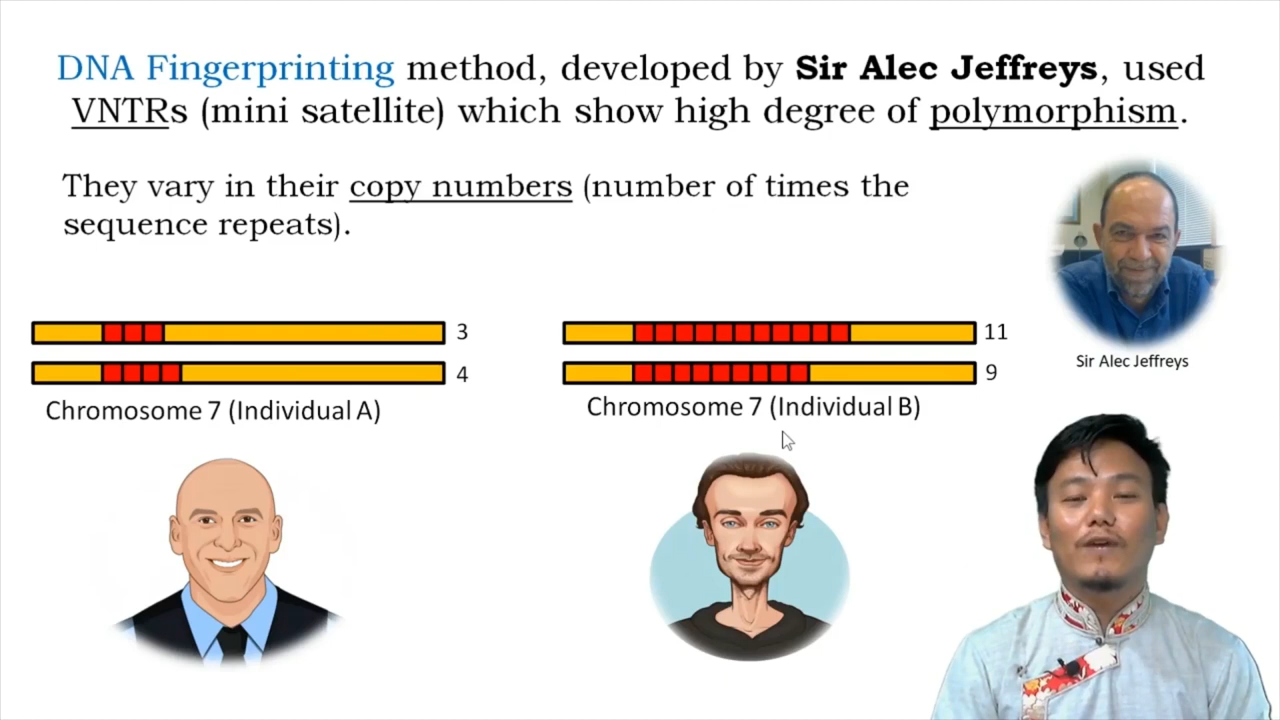 DNA Fingerprinting method, developed by Sir Alec Jeffreys, used
VNTRs (mini satellite) which show high degree of polymorphism.
They vary in their copy numbers (number of times the
sequence repeats).
3
4
Chromosome 7 (Individual A)
11
9
Chromosome 7 (Individual B)
Sir Alec Jeffreys